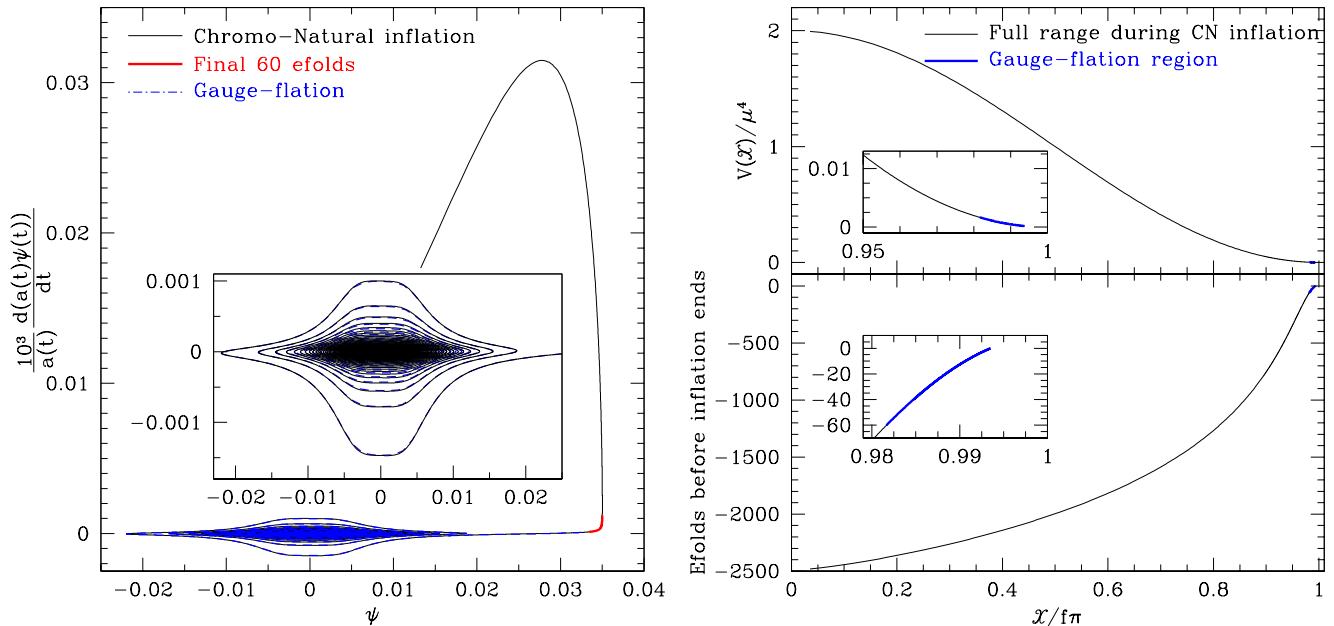 Chromo-Natural inflation
Final 60 efolds
Gauge-flation
0.03
0.02
0.01
0
10³/a(t) d(a(t)ψ(t))/dt
0.001
0
-0.001
-0.02 -0.01 0 0.01 0.02
-0.02 -0.01 0 0.01 0.02 0.03 0.04
ψ
Full range during CN inflation
Gauge-flation region
2
1
0
V(𝒳)/μ⁴
0.01
0
0.95 1
0
-500
-1000
-1500
-2000
-2500
Efolds before inflation ends
0
-20
-40
-60
0.98 0.99 1
0 0.2 0.4 0.6 0.8 1
𝒳/fπ